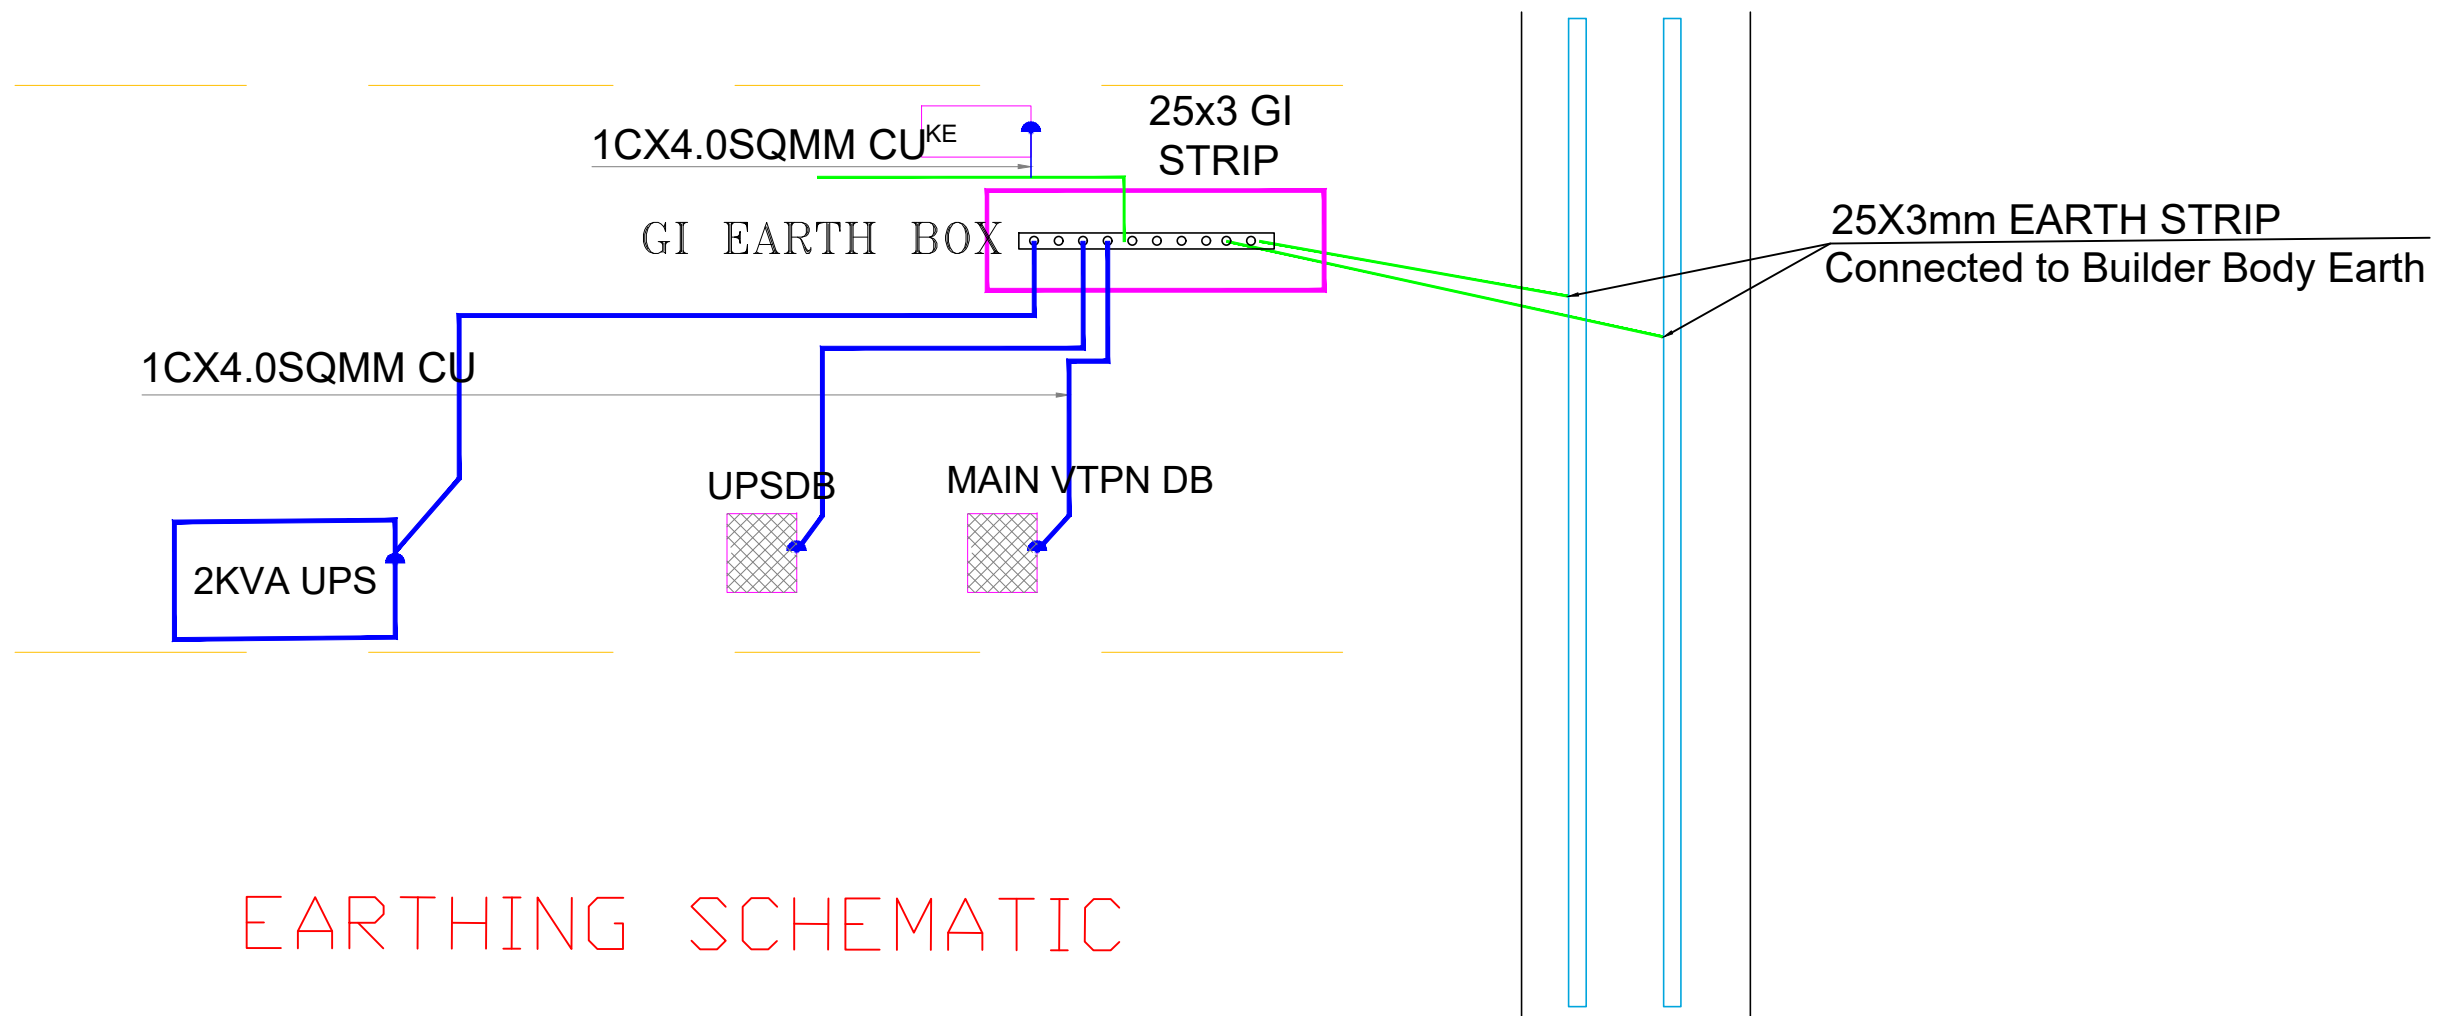 25x3 GI
STRIP
1CX4.0SQMM CU
KE
GI EARTH BOX
25X3mm EARTH STRIP
Connected to Builder Body Earth
1CX4.0SQMM CU
UPSDB
MAIN VTPN DB
2KVA UPS
EARTHING SCHEMATIC